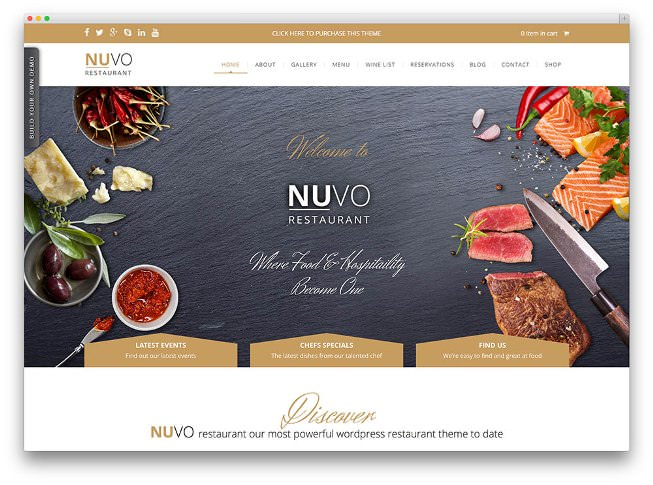 CLICK HERE TO PURCHASE THIS THEME
0 item in cart
BUILD YOUR OWN DEMO
NUVO
RESTAURANT
HOME
ABOUT
GALLERY
MENU
WINE LIST
RESERVATIONS
BLOG
CONTACT
SHOP
Welcome to
NUVO
RESTAURANT
Where Food & Hospitaility
Become One
LATEST EVENTS
Find out our latest events
CHEFS SPECIALS
The latest dishes from our talented chef
FIND US
We're easy to find and great at food
Discover
NUVO restaurant our most powerful wordpress restaurant theme to date